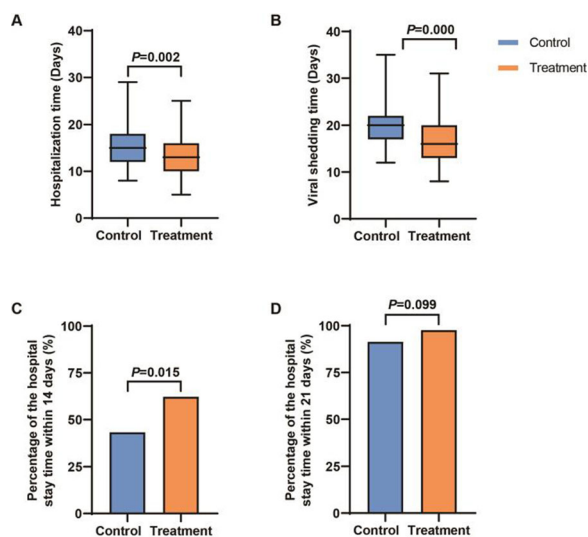 A
Hospitalization time (Days)
40
30
20
10
0
P=0.002
Control Treatment
B
Viral shedding time (Days)
40
30
20
10
0
P=0.000
Control Treatment
Control
Treatment
C
Percentage of the hospital
stay time within 14 days (%)
100
75
50
25
0
P=0.015
Control Treatment
D
Percentage of the hospital
stay time within 21 days (%)
100
75
50
25
0
P=0.099
Control Treatment